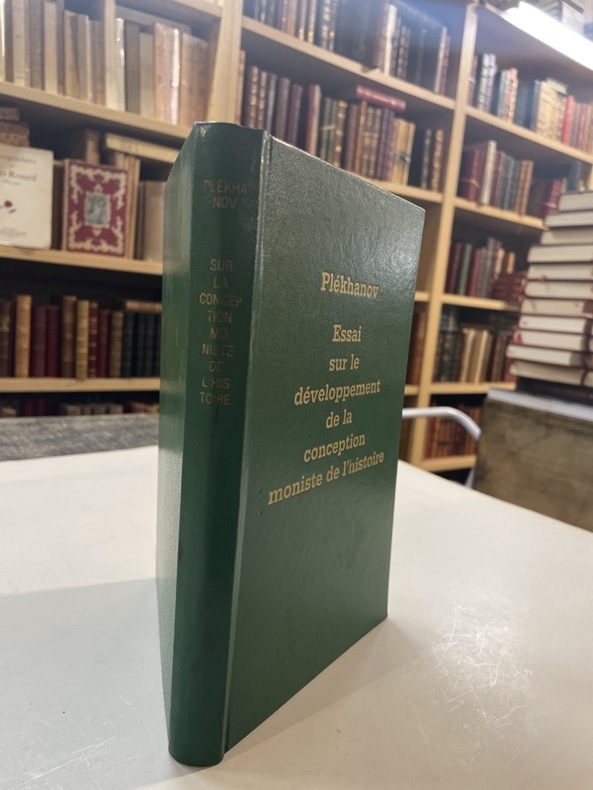 PLEKHA
NOV
SUR
LA
CONCEP
TION
MO
NISTE
DE
L'HIS
TOIRE
Plékhanov
Essai
sur le
développement
de la
conception
moniste de l'histoire